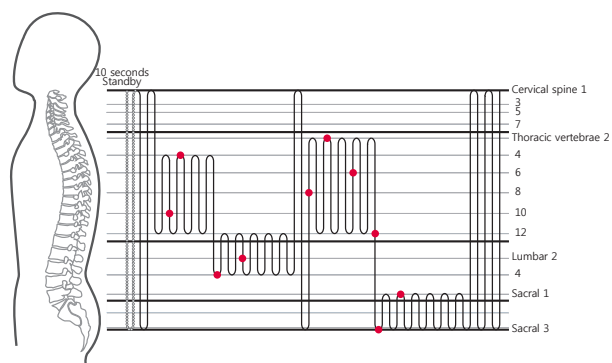 10 seconds
Standby
Cervical spine 1
3
5
7
Thoracic vertebrae 2
4
6
8
10
12
Lumbar 2
4
Sacral 1
Sacral 3